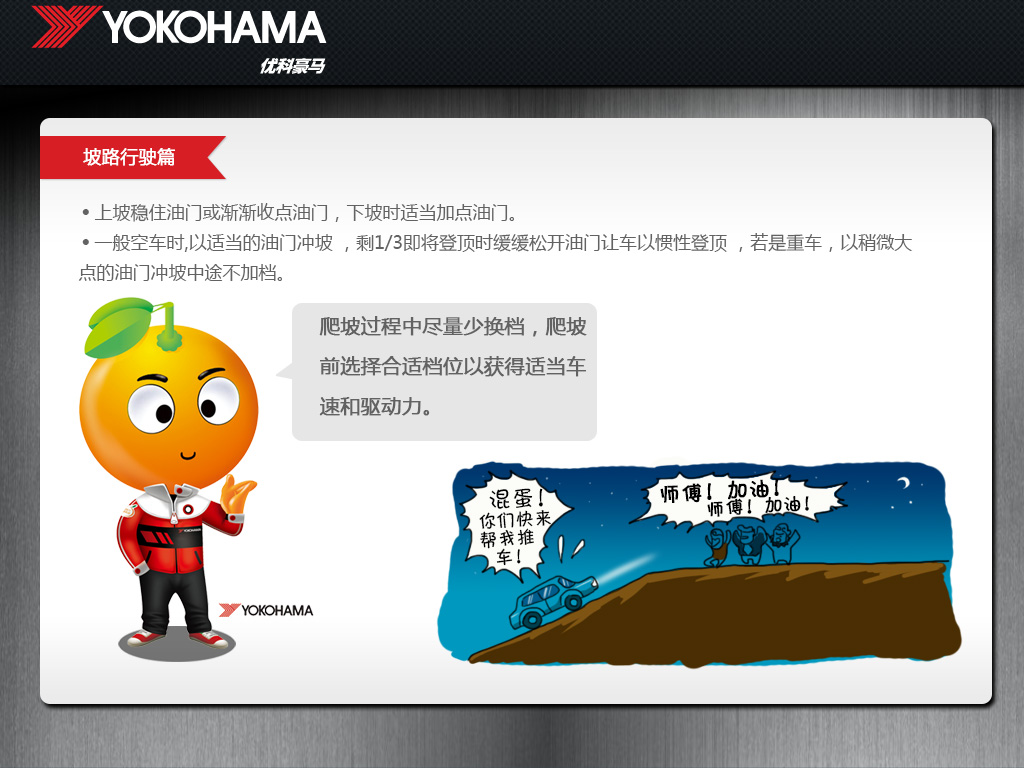 YOKOHAMA
优科豪马
坡路行驶篇
•上坡稳住油门或渐渐收点油门，下坡时适当加点油门。
•一般空车时,以适当的油门冲坡 ，剩1/3即将登顶时缓缓松开油门让车以惯性登顶 ，若是重车，以稍微大
点的油门冲坡中途不加档。
爬坡过程中尽量少换档，爬坡
前选择合适档位以获得适当车
速和驱动力。
混蛋！
你们快来
帮我推
车！
师傅！加油！
师傅！加油！
YOKOHAMA
YOKOHAMA